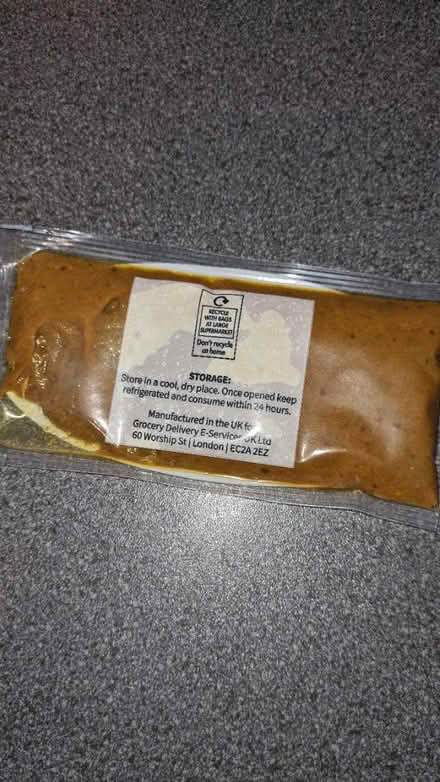 RECYCLE
WITH BAGS
AT LARGE
SUPERMARKET
Don't recycle
at home
STORAGE:
Store in a cool, dry place. Once opened keep
refrigerated and consume within 24 hours.
Manufactured in the UK for
Grocery Delivery E-Services UK Ltd
60 Worship St | London | EC2A 2EZ